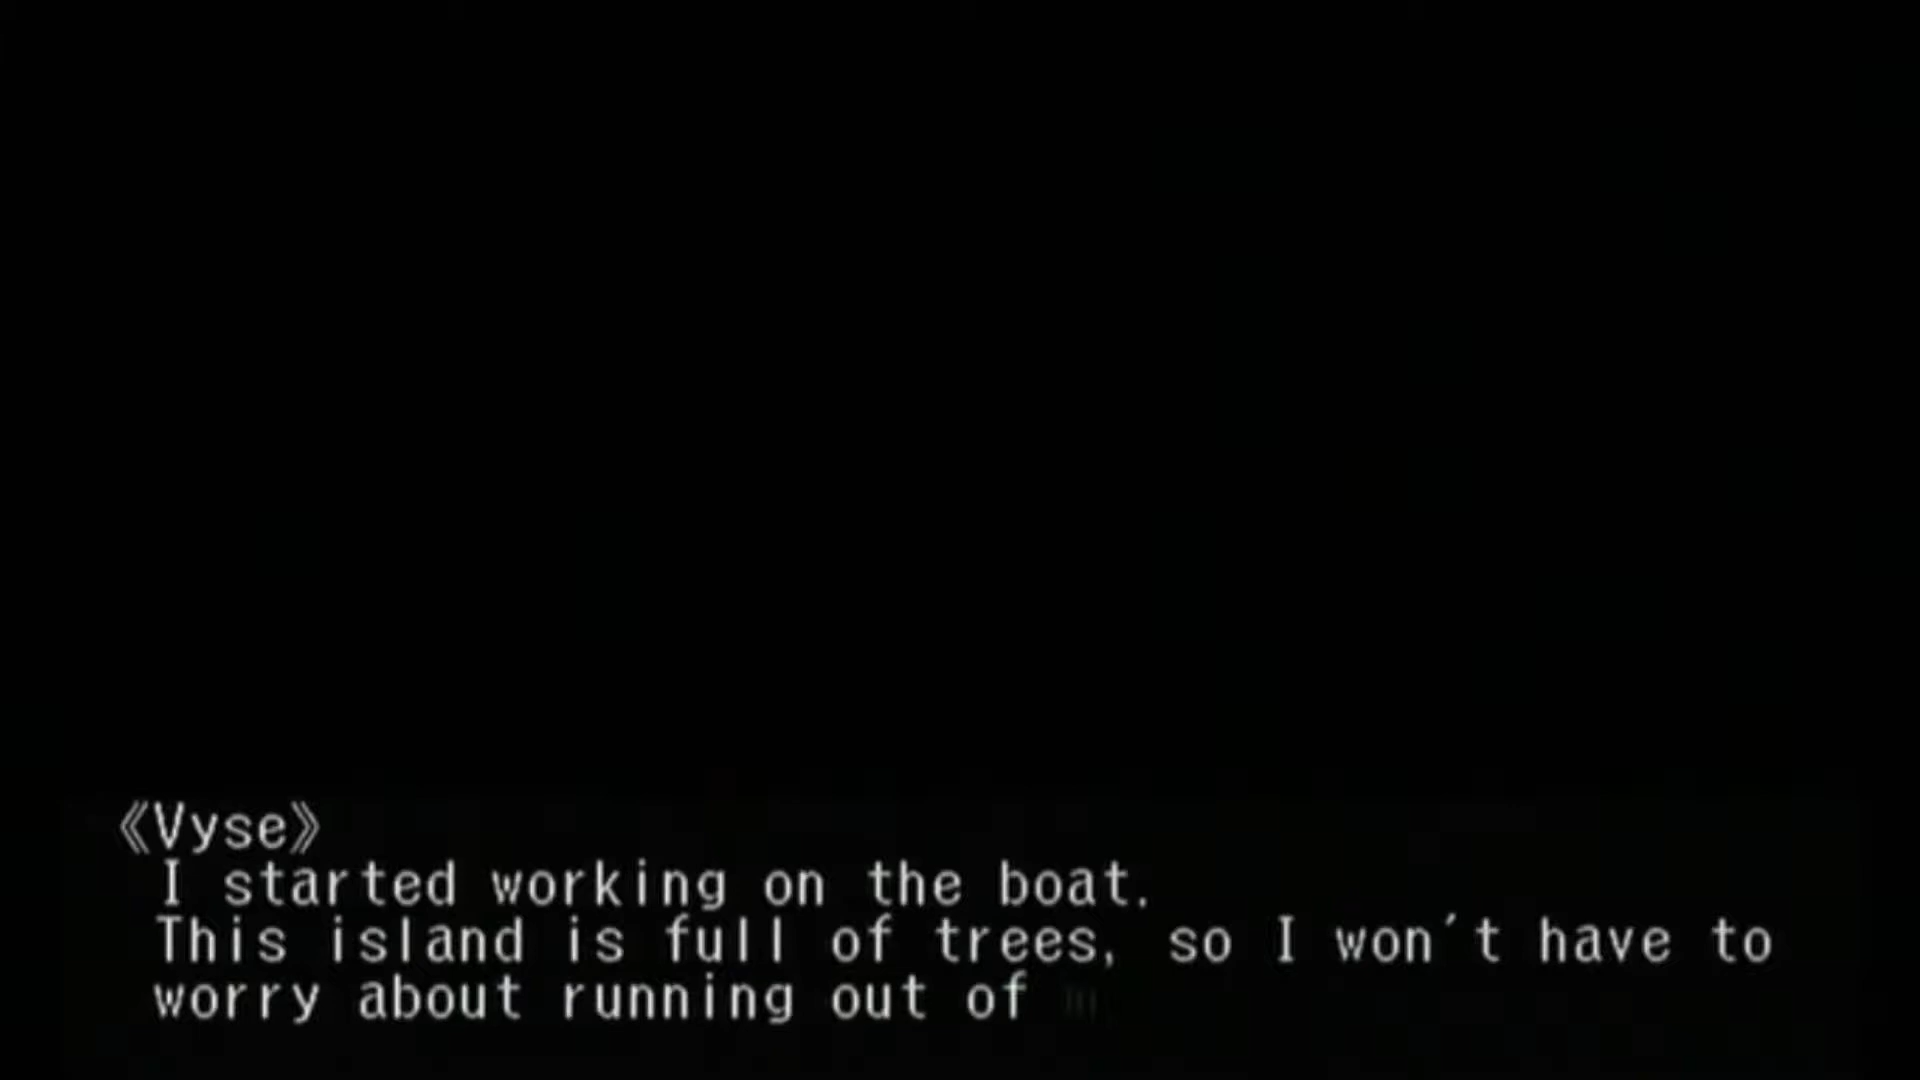 《Vyse》
I started working on the boat.
This island is full of trees, so I won't have to
worry about running out of